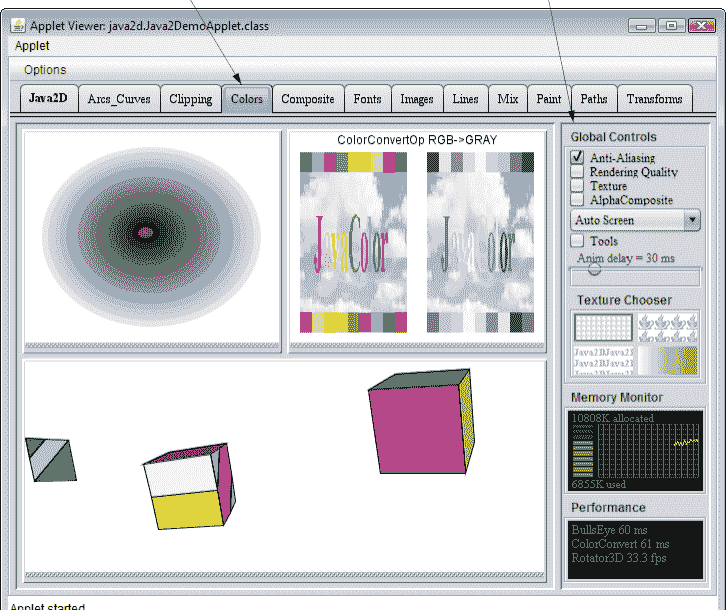 Applet Viewer: java2d.Java2DemoApplet.class
Applet
Options
Java2D Arcs_Curves Clipping Colors Composite Fonts Images Lines Mix Paint Paths Transforms
ColorConvertOp RGB->GRAY
JavaColor JavaColor
Global Controls
Anti-Aliasing
Rendering Quality
Texture
AlphaComposite
Auto Screen
Tools
Anim delay = 30 ms
Texture Chooser
Java2DJava2I
Java2DJava2I
Java2DJava2I
Memory Monitor
10808K allocated
6855K used
Performance
BullsEye 60 ms
ColorConvert 61 ms
Rotator3D 33.3 fps
Applet started